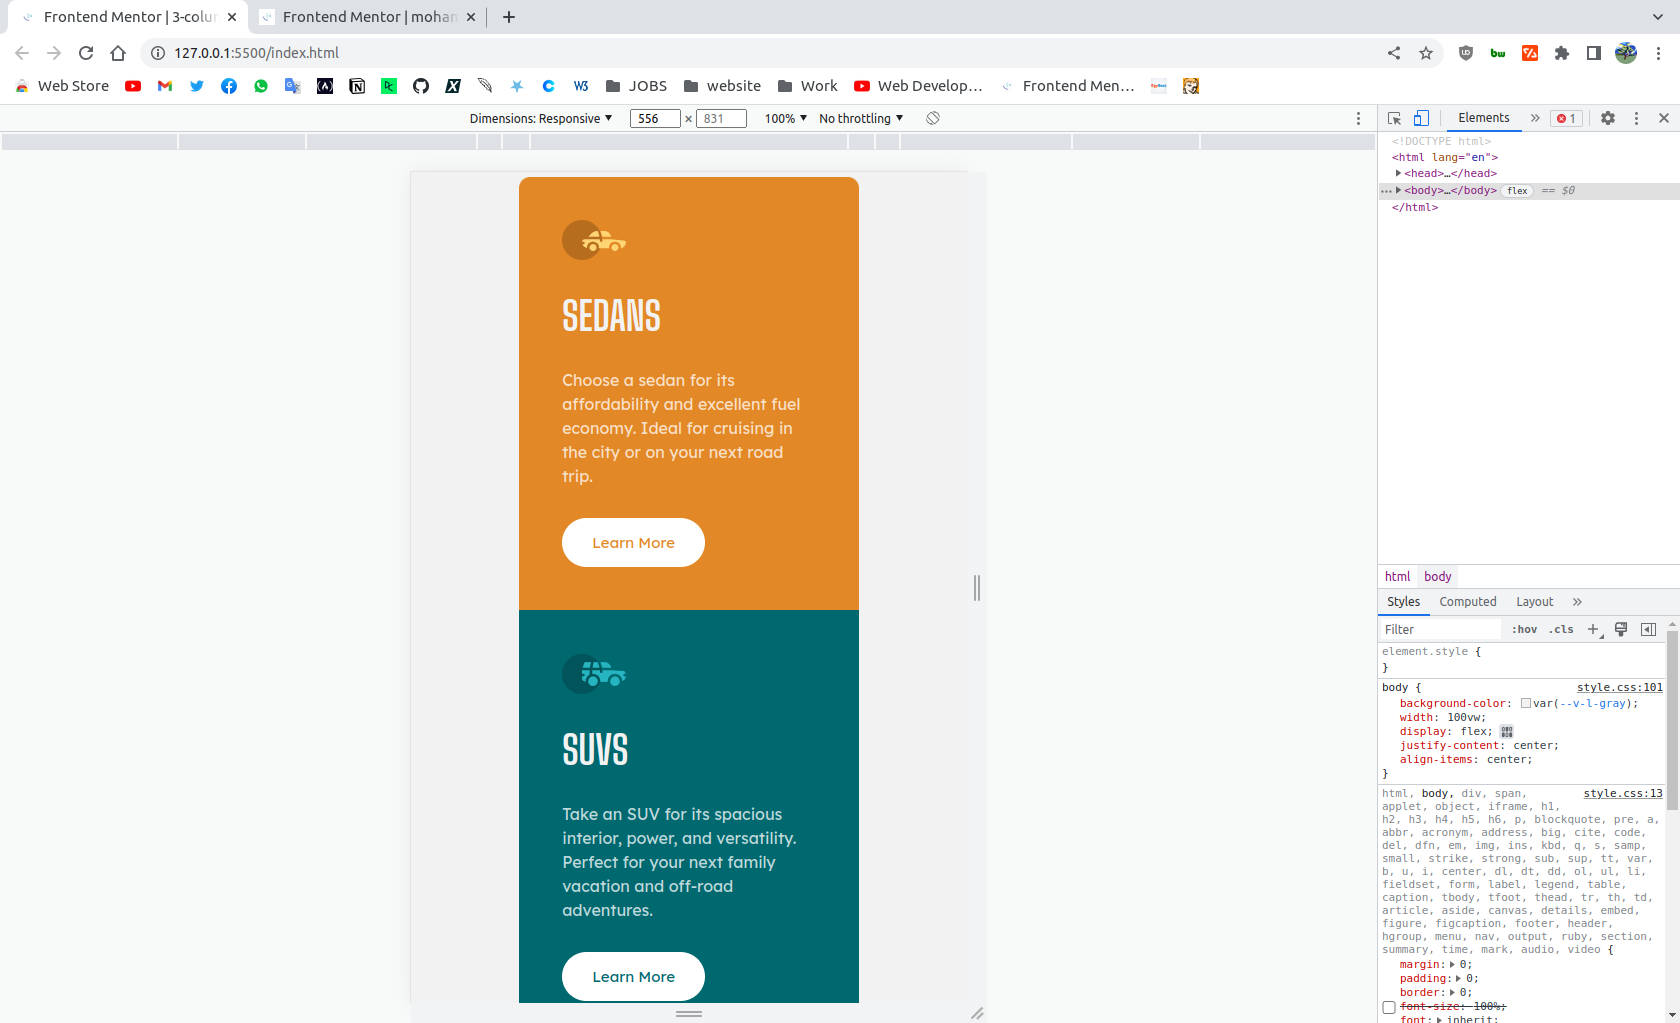 Frontend Mentor | 3-colu
Frontend Mentor | moham
127.0.0.1:5500/index.html
Web Store
JOBS
website
Work
Web Develop...
Frontend Men...
Dimensions: Responsive ▼ 556 × 831 100% ▼ No throttling ▼
Elements » 1
<!DOCTYPE html>
<html lang="en">
<head>…</head>
<body>…</body> flex == $0
</html>
SEDANS
Choose a sedan for its
affordability and excellent fuel
economy. Ideal for cruising in
the city or on your next road
trip.
Learn More
SUVS
Take an SUV for its spacious
interior, power, and versatility.
Perfect for your next family
vacation and off-road
adventures.
Learn More
html body
Styles Computed Layout »
Filter :hov .cls
element.style {
}
body { style.css:101
background-color: var(--v-l-gray);
width: 100vw;
display: flex;
justify-content: center;
align-items: center;
}
html, body, div, span, style.css:13
applet, object, iframe, h1,
h2, h3, h4, h5, h6, p, blockquote, pre, a,
abbr, acronym, address, big, cite, code,
del, dfn, em, img, ins, kbd, q, s, samp,
small, strike, strong, sub, sup, tt, var,
b, u, i, center, dl, dt, dd, ol, ul, li,
fieldset, form, label, legend, table,
caption, tbody, tfoot, thead, tr, th, td,
article, aside, canvas, details, embed,
figure, figcaption, footer, header,
hgroup, menu, nav, output, ruby, section,
summary, time, mark, audio, video {
margin: 0;
padding: 0;
border: 0;
font-size: 100%;
font: inherit;